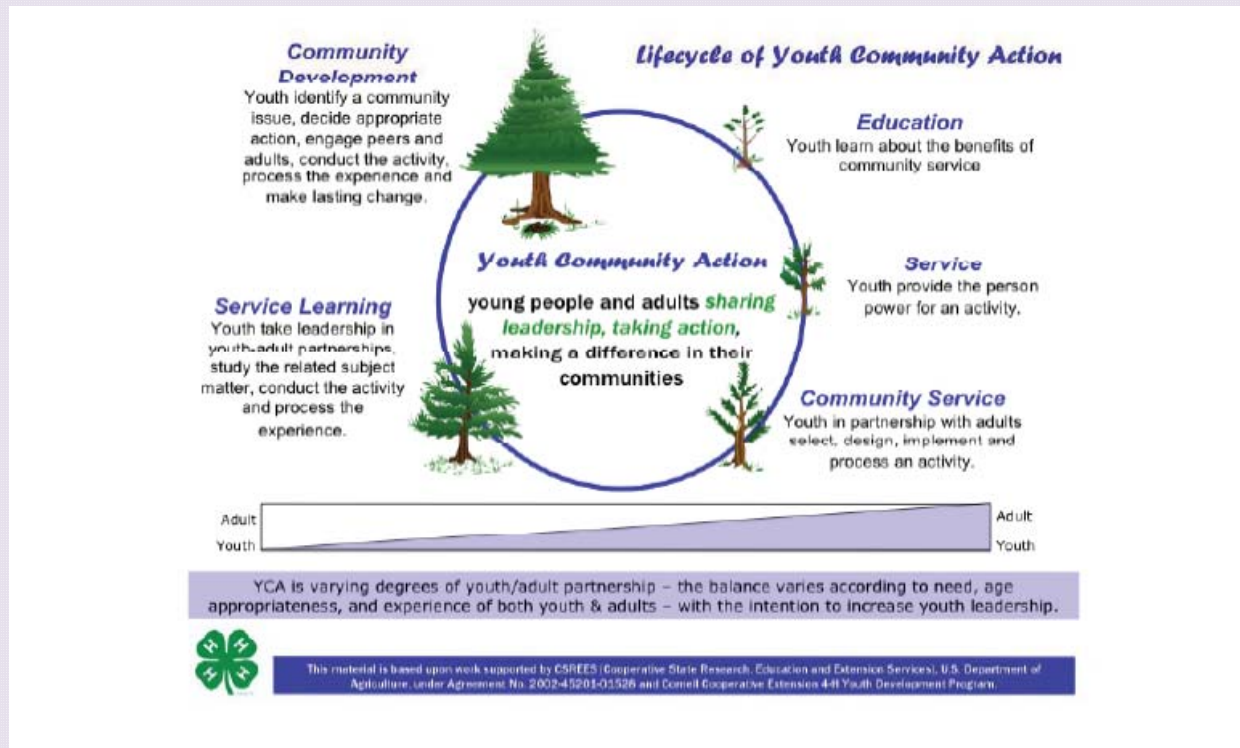 Lifecycle of Youth Community Action
Community
Development
Youth identify a community
issue, decide appropriate
action, engage peers and
adults, conduct the activity,
process the experience and
make lasting change.
Education
Youth learn about the benefits of
community service
Service
Youth provide the person
power for an activity.
Youth Community Action
young people and adults sharing
leadership, taking action,
making a difference in their
communities
Service Learning
Youth take leadership in
youth-adult partnerships,
study the related subject
matter, conduct the activity
and process the
experience.
Community Service
Youth in partnership with adults
select, design, implement and
process an activity.
Adult
Youth
Adult
Youth
YCA is varying degrees of youth/adult partnership – the balance varies according to need, age
appropriateness, and experience of both youth & adults – with the intention to increase youth leadership.
H H
H H
This material is based upon work supported by CSREES (Cooperative State Research, Education and Extension Services), U.S. Department of
Agriculture, under Agreement No. 2002-45201-01528 and Cornell Cooperative Extension 4-H Youth Development Program.